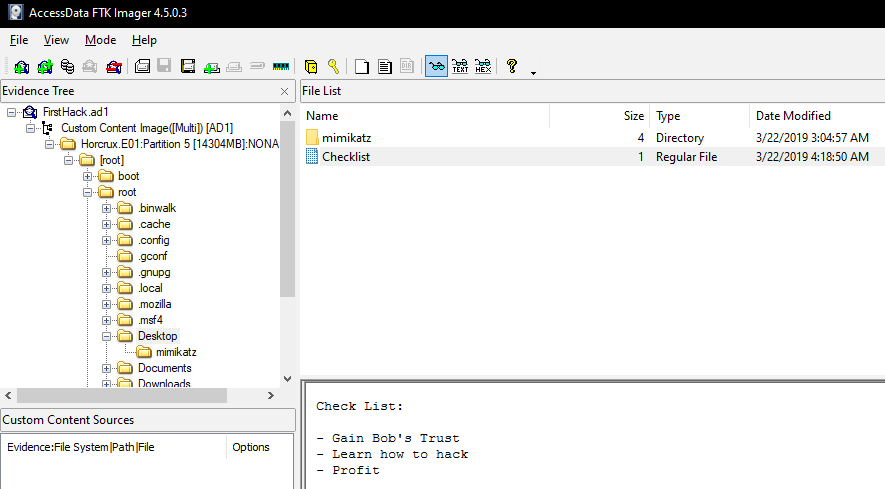 AccessData FTK Imager 4.5.0.3
File View Mode Help
Evidence Tree
FirstHack.ad1
Custom Content Image([Multi]) [AD1]
Horcrux.E01:Partition 5 [14304MB]:NONA
[root]
boot
root
.binwalk
.cache
.config
.gconf
.gnupg
.local
.mozilla
.msf4
Desktop
mimikatz
Documents
Downloads
Custom Content Sources
Evidence:File System|Path|File Options
File List
Name Size Type Date Modified
mimikatz 4 Directory 3/22/2019 3:04:57 AM
Checklist 1 Regular File 3/22/2019 4:18:50 AM
Check List:
- Gain Bob's Trust
- Learn how to hack
- Profit